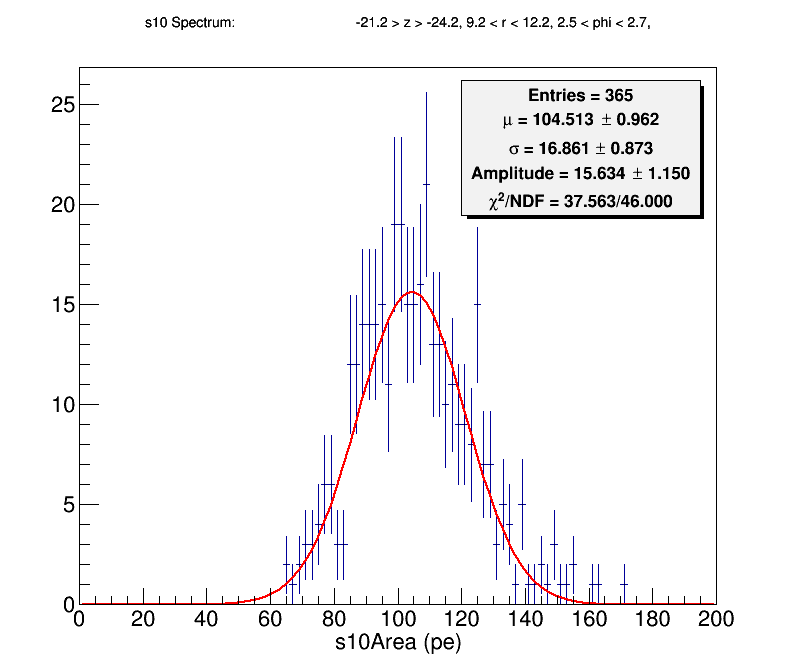 s10 Spectrum: -21.2 > z > -24.2, 9.2 < r < 12.2, 2.5 < phi < 2.7,
Entries = 365
μ = 104.513 ± 0.962
σ = 16.861 ± 0.873
Amplitude = 15.634 ± 1.150
χ²/NDF = 37.563/46.000
25
20
15
10
5
0
0 20 40 60 80 100 120 140 160 180 200
s10Area (pe)